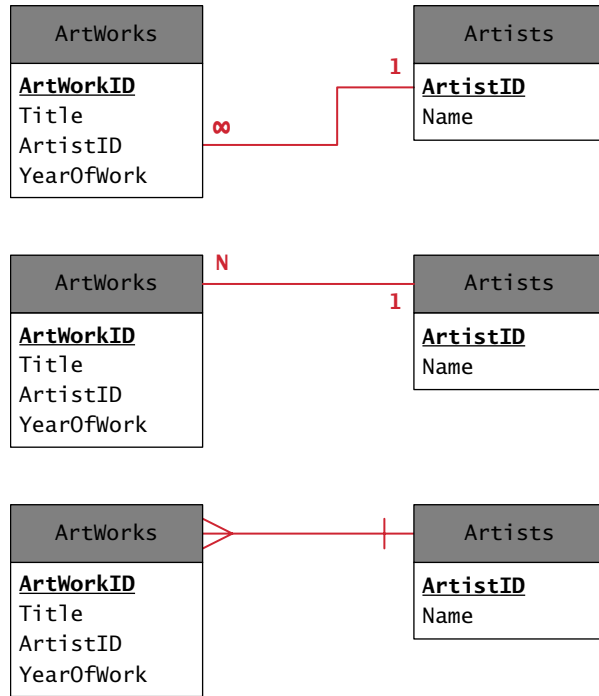 ArtWorks
ArtWorkID
Title
ArtistID
YearOfWork
∞
1
Artists
ArtistID
Name
ArtWorks
ArtWorkID
Title
ArtistID
YearOfWork
N
1
Artists
ArtistID
Name
ArtWorks
ArtWorkID
Title
ArtistID
YearOfWork
Artists
ArtistID
Name